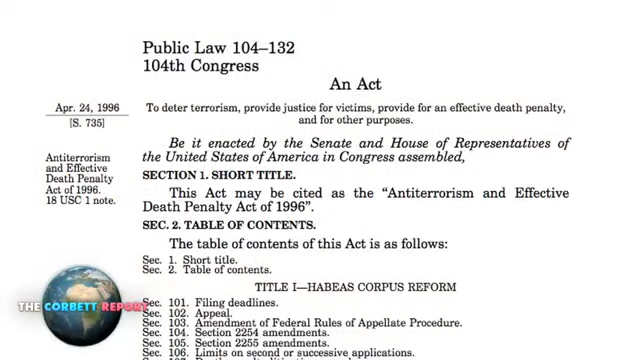 Public Law 104–132
104th Congress
An Act
Apr. 24, 1996
[S. 735]
To deter terrorism, provide justice for victims, provide for an effective death penalty,
and for other purposes.
Be it enacted by the Senate and House of Representatives of
the United States of America in Congress assembled,
Antiterrorism
and Effective
Death Penalty
Act of 1996.
18 USC 1 note.
SECTION 1. SHORT TITLE.
This Act may be cited as the “Antiterrorism and Effective
Death Penalty Act of 1996”.
SEC. 2. TABLE OF CONTENTS.
The table of contents of this Act is as follows:
Sec. 1. Short title.
Sec. 2. Table of contents.
TITLE I—HABEAS CORPUS REFORM
Sec. 101. Filing deadlines.
Sec. 102. Appeal.
Sec. 103. Amendment of Federal Rules of Appellate Procedure.
Sec. 104. Section 2254 amendments.
Sec. 105. Section 2255 amendments.
Sec. 106. Limits on second or successive applications.
THE CORBETT REPORT